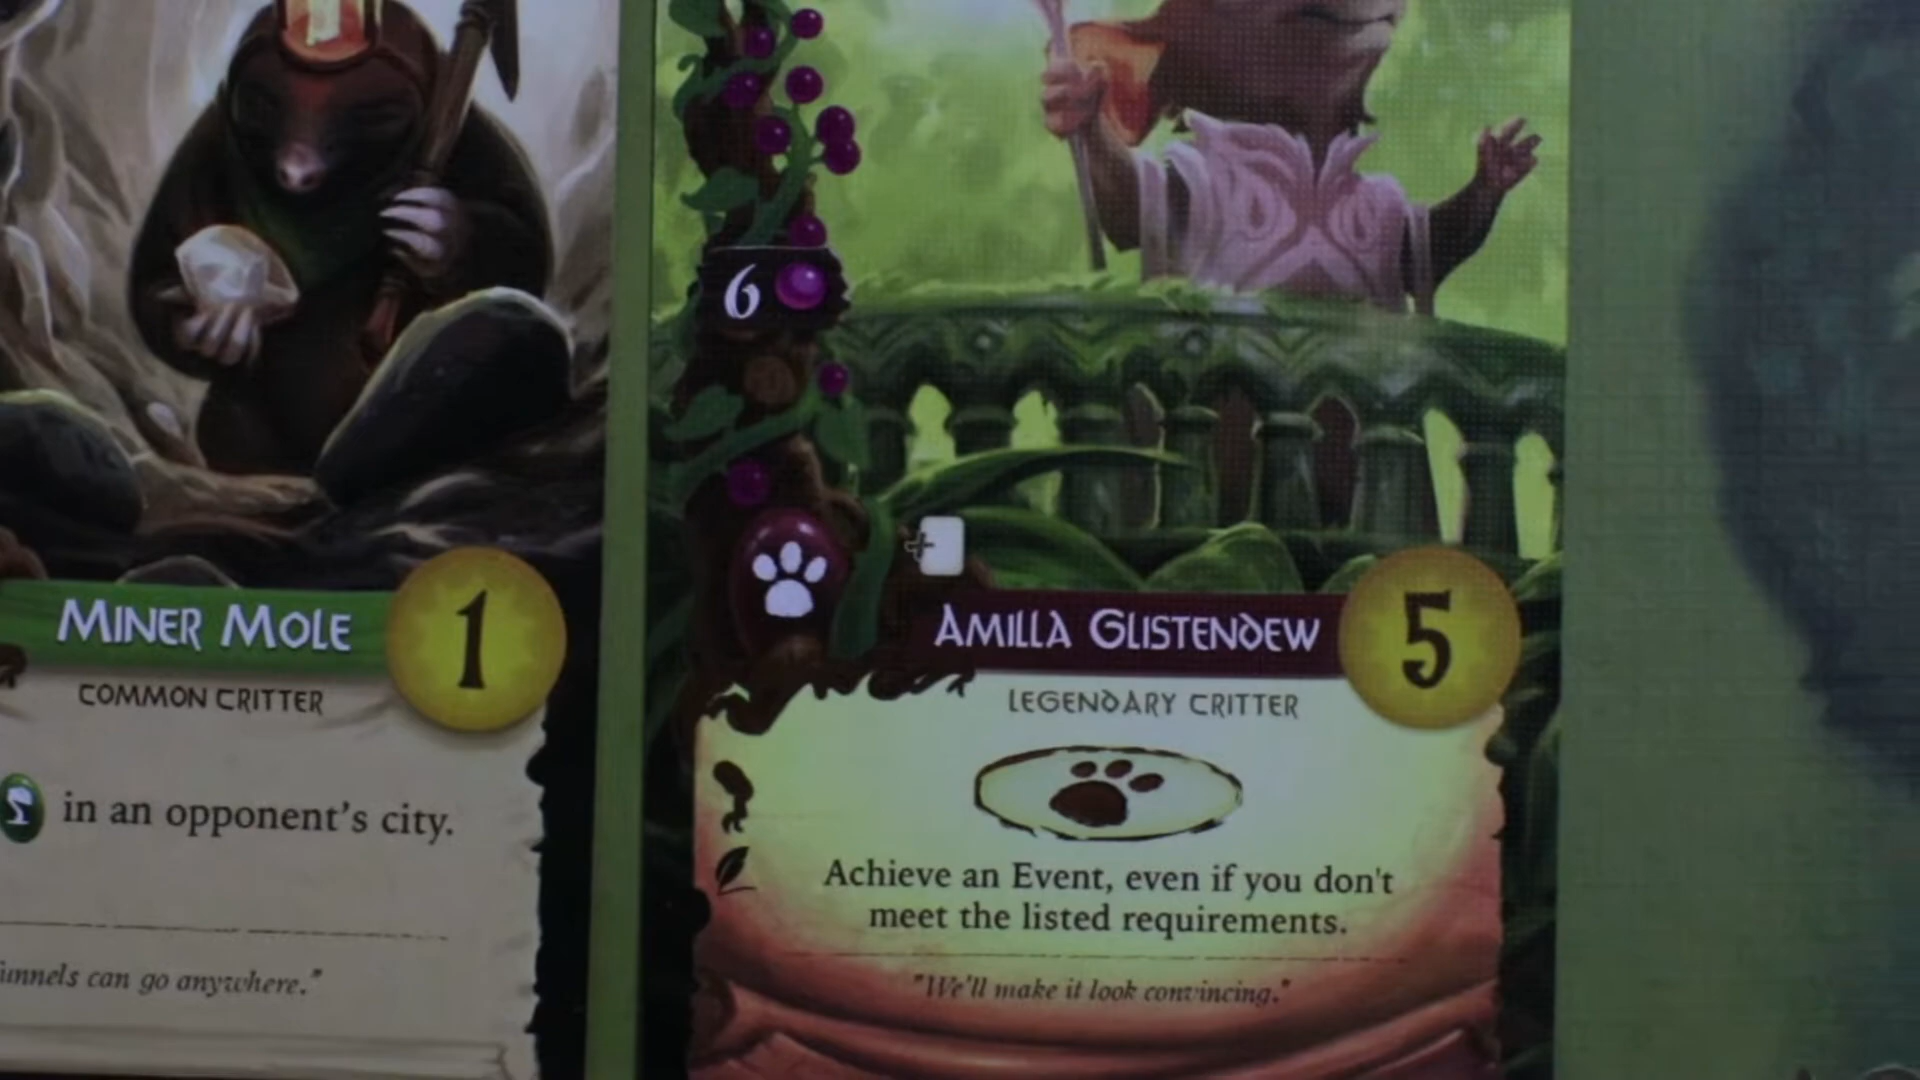 MINER MOLE
1
COMMON CRITTER
in an opponent's city.
can go anywhere."
6
AMILLA GLISTENDEW
5
LEGENDARY CRITTER
Achieve an Event, even if you don't
meet the listed requirements.
"We'll make it look convincing."